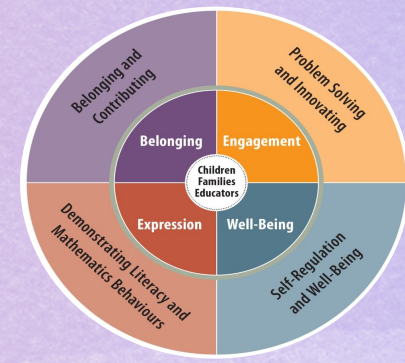 Belonging and
Contributing
Problem Solving
and Innovating
Belonging
Engagement
Children
Families
Educators
Expression
Well-Being
Demonstrating Literacy and
Mathematics Behaviours
Self-Regulation
and Well-Being